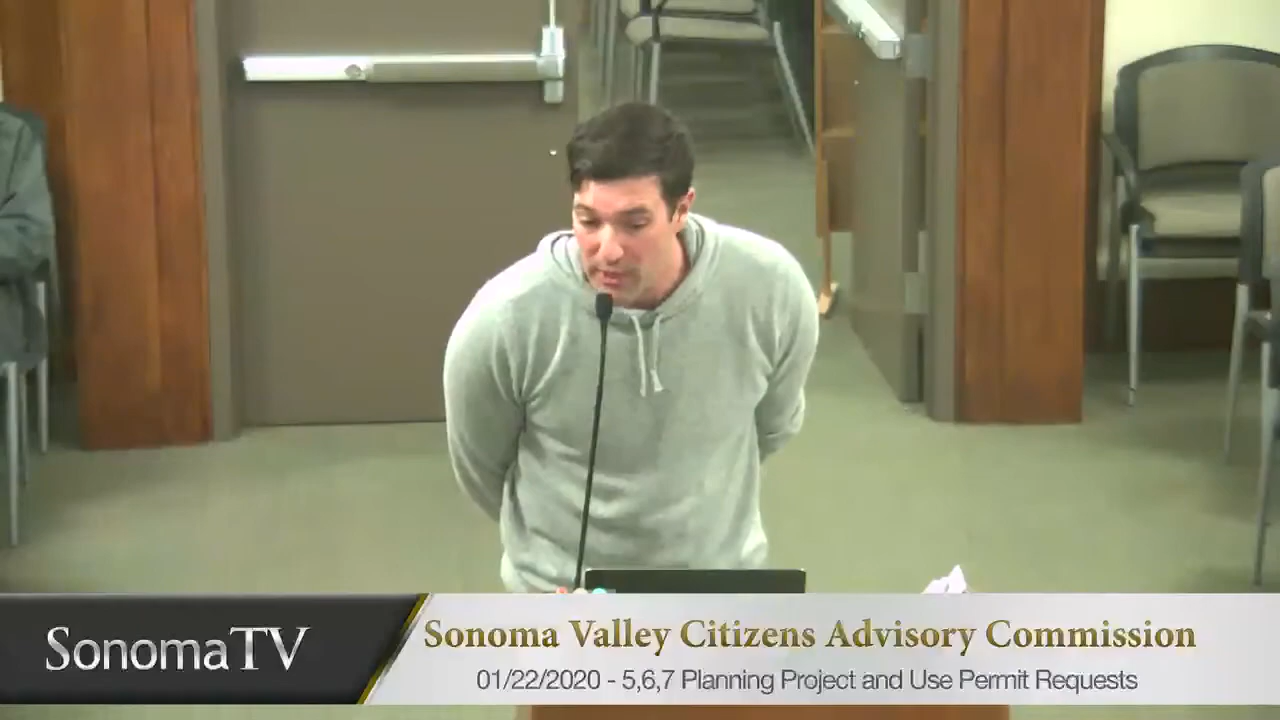 SonomaTV
Sonoma Valley Citizens Advisory Commission
01/22/2020 - 5,6,7 Planning Project and Use Permit Requests